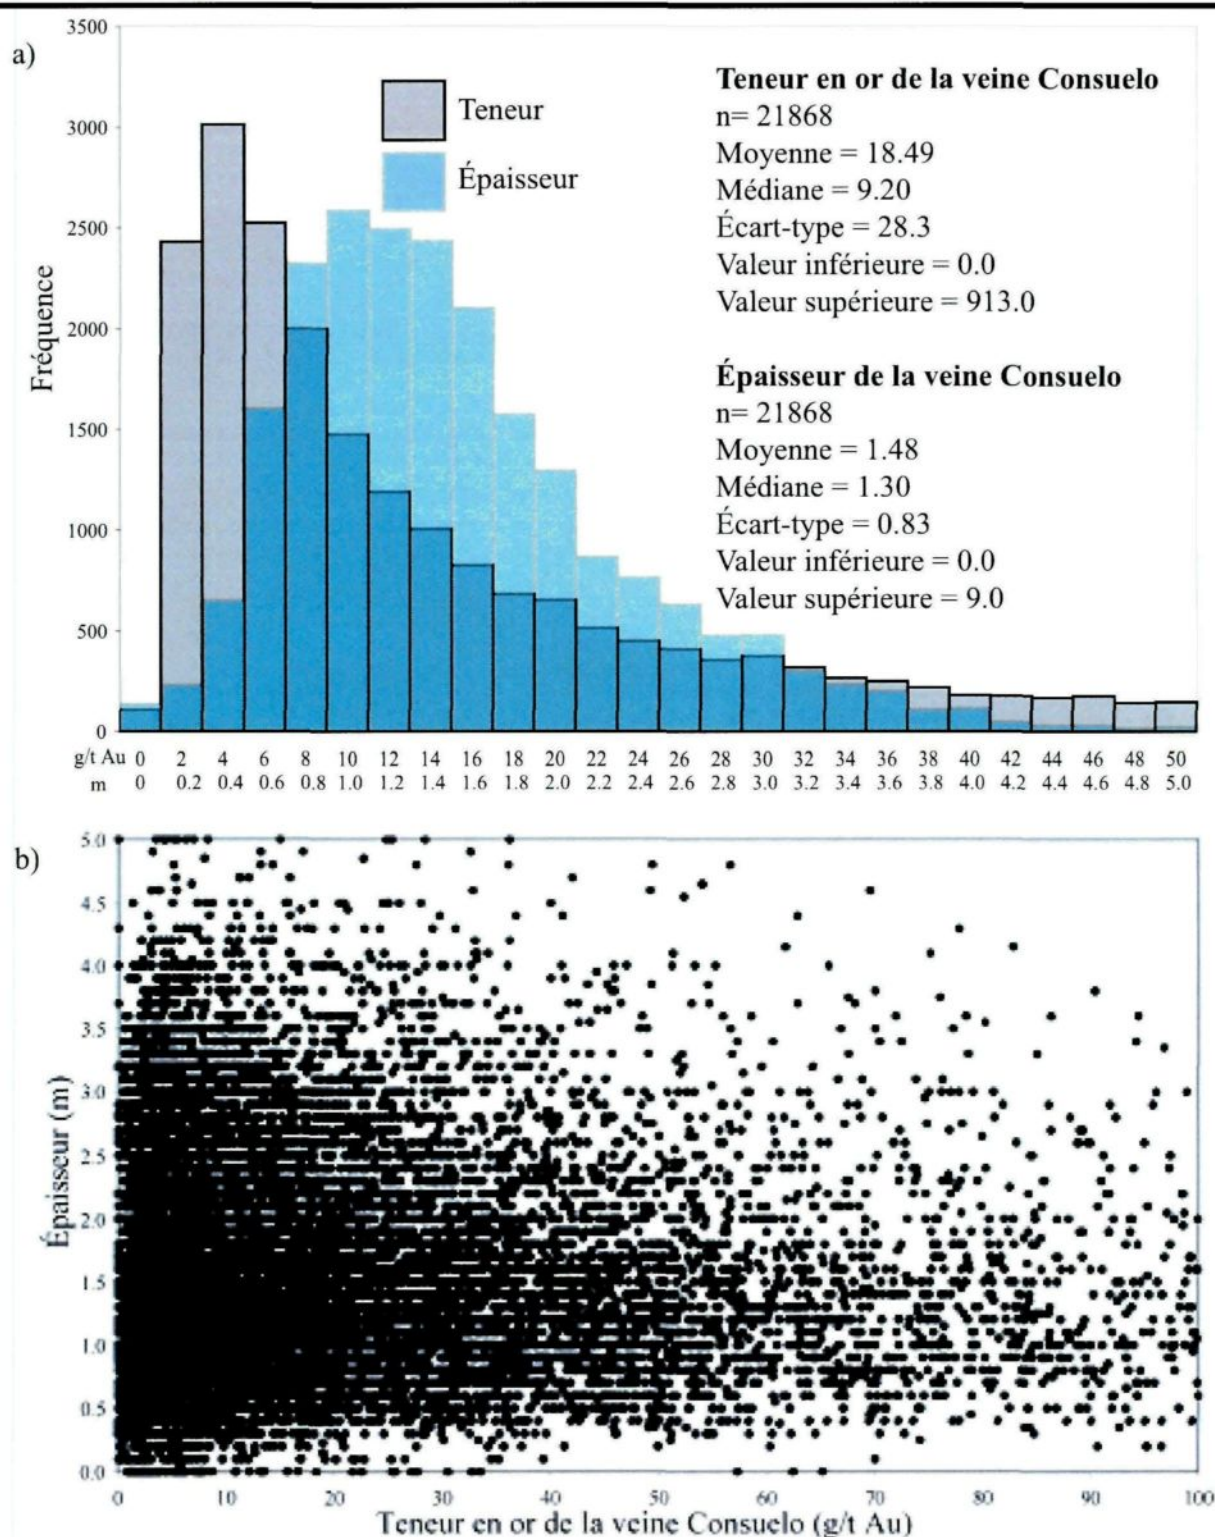 a)
3500
3000
2500
2000
1500
1000
500
0
Fréquence
Teneur
Épaisseur
Teneur en or de la veine Consuelo
n= 21868
Moyenne = 18.49
Médiane = 9.20
Écart-type = 28.3
Valeur inférieure = 0.0
Valeur supérieure = 913.0
Épaisseur de la veine Consuelo
n= 21868
Moyenne = 1.48
Médiane = 1.30
Écart-type = 0.83
Valeur inférieure = 0.0
Valeur supérieure = 9.0
g/t Au 0 2 4 6 8 10 12 14 16 18 20 22 24 26 28 30 32 34 36 38 40 42 44 46 48 50
m 0 0.2 0.4 0.6 0.8 1.0 1.2 1.4 1.6 1.8 2.0 2.2 2.4 2.6 2.8 3.0 3.2 3.4 3.6 3.8 4.0 4.2 4.4 4.6 4.8 5.0
b)
5.0
4.5
4.0
3.5
3.0
2.5
2.0
1.5
1.0
0.5
0.0
Épaisseur (m)
0 10 20 30 40 50 60 70 80 90 100
Teneur en or de la veine Consuelo (g/t Au)